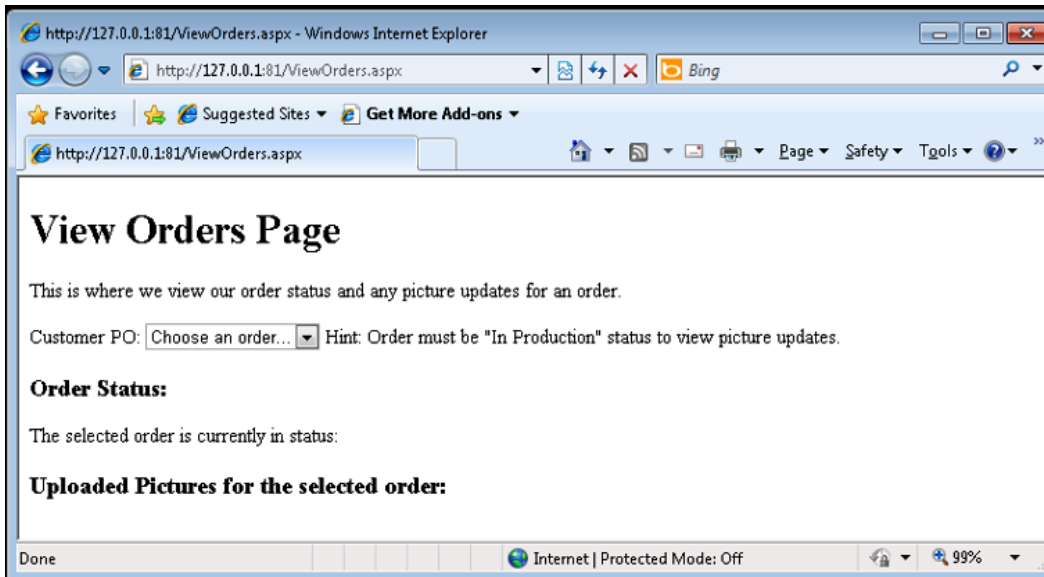 http://127.0.0.1:81/ViewOrders.aspx - Windows Internet Explorer
http://127.0.0.1:81/ViewOrders.aspx Bing
Favorites Suggested Sites Get More Add-ons
http://127.0.0.1:81/ViewOrders.aspx Page Safety Tools
View Orders Page
This is where we view our order status and any picture updates for an order.
Customer PO: Choose an order... Hint: Order must be "In Production" status to view picture updates.
Order Status:
The selected order is currently in status:
Uploaded Pictures for the selected order:
Done Internet | Protected Mode: Off 99%